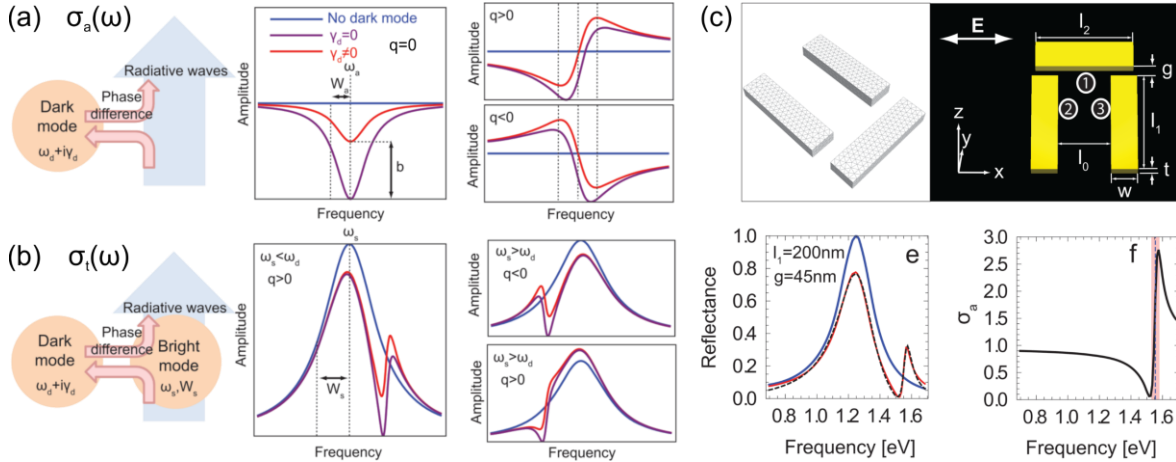 (a) σa(ω)
Radiative waves
Phase
difference
Dark
mode
ωd+iγd
Amplitude
No dark mode
γd=0
γd≠0
q=0
ωa
Wa
b
Frequency
q>0
Amplitude
q<0
Amplitude
Frequency
(b) σt(ω)
Radiative waves
Phase
difference
Dark
mode
ωd+iγd
Bright
mode
ωs,Ws
Amplitude
ωs
ωs<ωd
q>0
Ws
Frequency
ωs>ωd
q<0
Amplitude
ωs>ωd
q>0
Amplitude
Frequency
(c)
E
l2
g
1
2
3
l1
l0
t
w
z
y
x
Reflectance
1.0
0.8
0.6
0.4
0.2
0
l1=200nm
g=45nm
e
0.8 1.0 1.2 1.4 1.6
Frequency [eV]
σa
3.0
2.5
2.0
1.5
1.0
0.5
0.0
f
0.8 1.0 1.2 1.4 1.6
Frequency [eV]